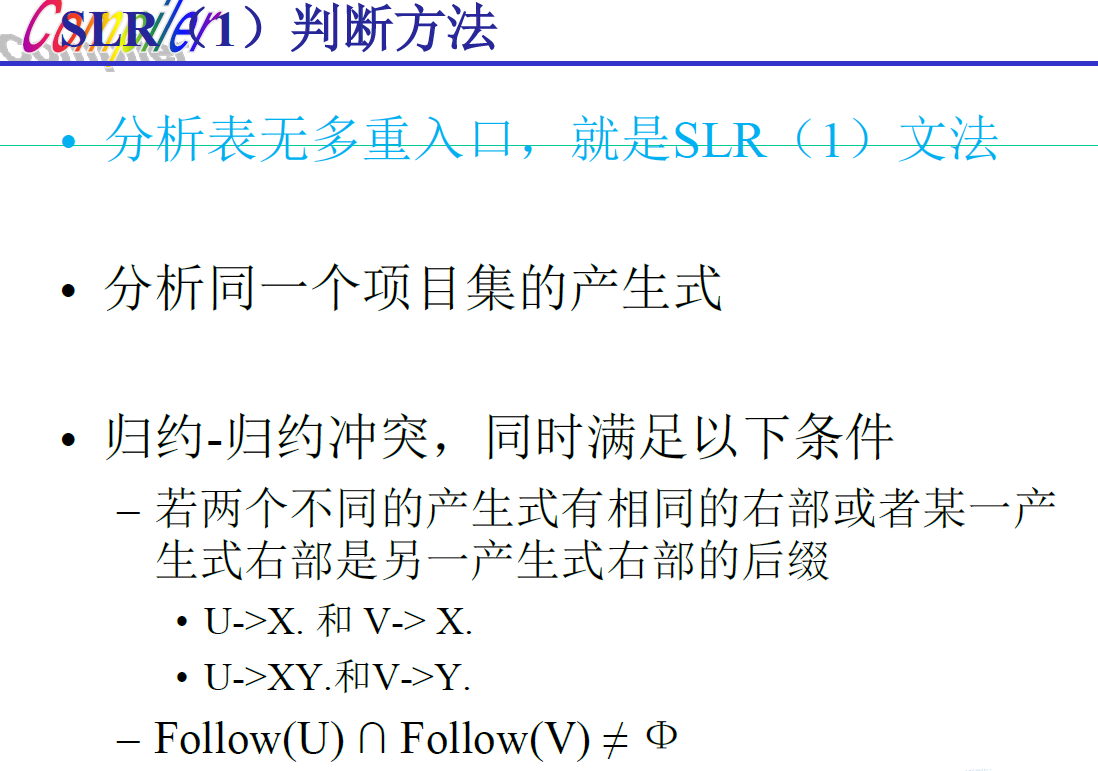 Compiler
SLR（1）判断方法
• 分析表无多重入口，就是SLR（1）文法
• 分析同一个项目集的产生式
• 归约-归约冲突，同时满足以下条件
– 若两个不同的产生式有相同的右部或者某一产
生式右部是另一产生式右部的后缀
• U->X. 和 V-> X.
• U->XY.和V->Y.
– Follow(U) ∩ Follow(V) ≠ Φ